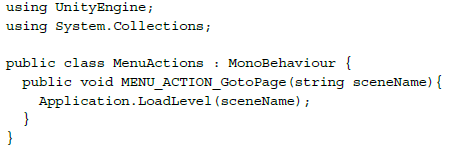 using UnityEngine;
using System.Collections;

public class MenuActions : MonoBehaviour {
  public void MENU_ACTION_GotoPage(string sceneName){
    Application.LoadLevel(sceneName);
  }
}